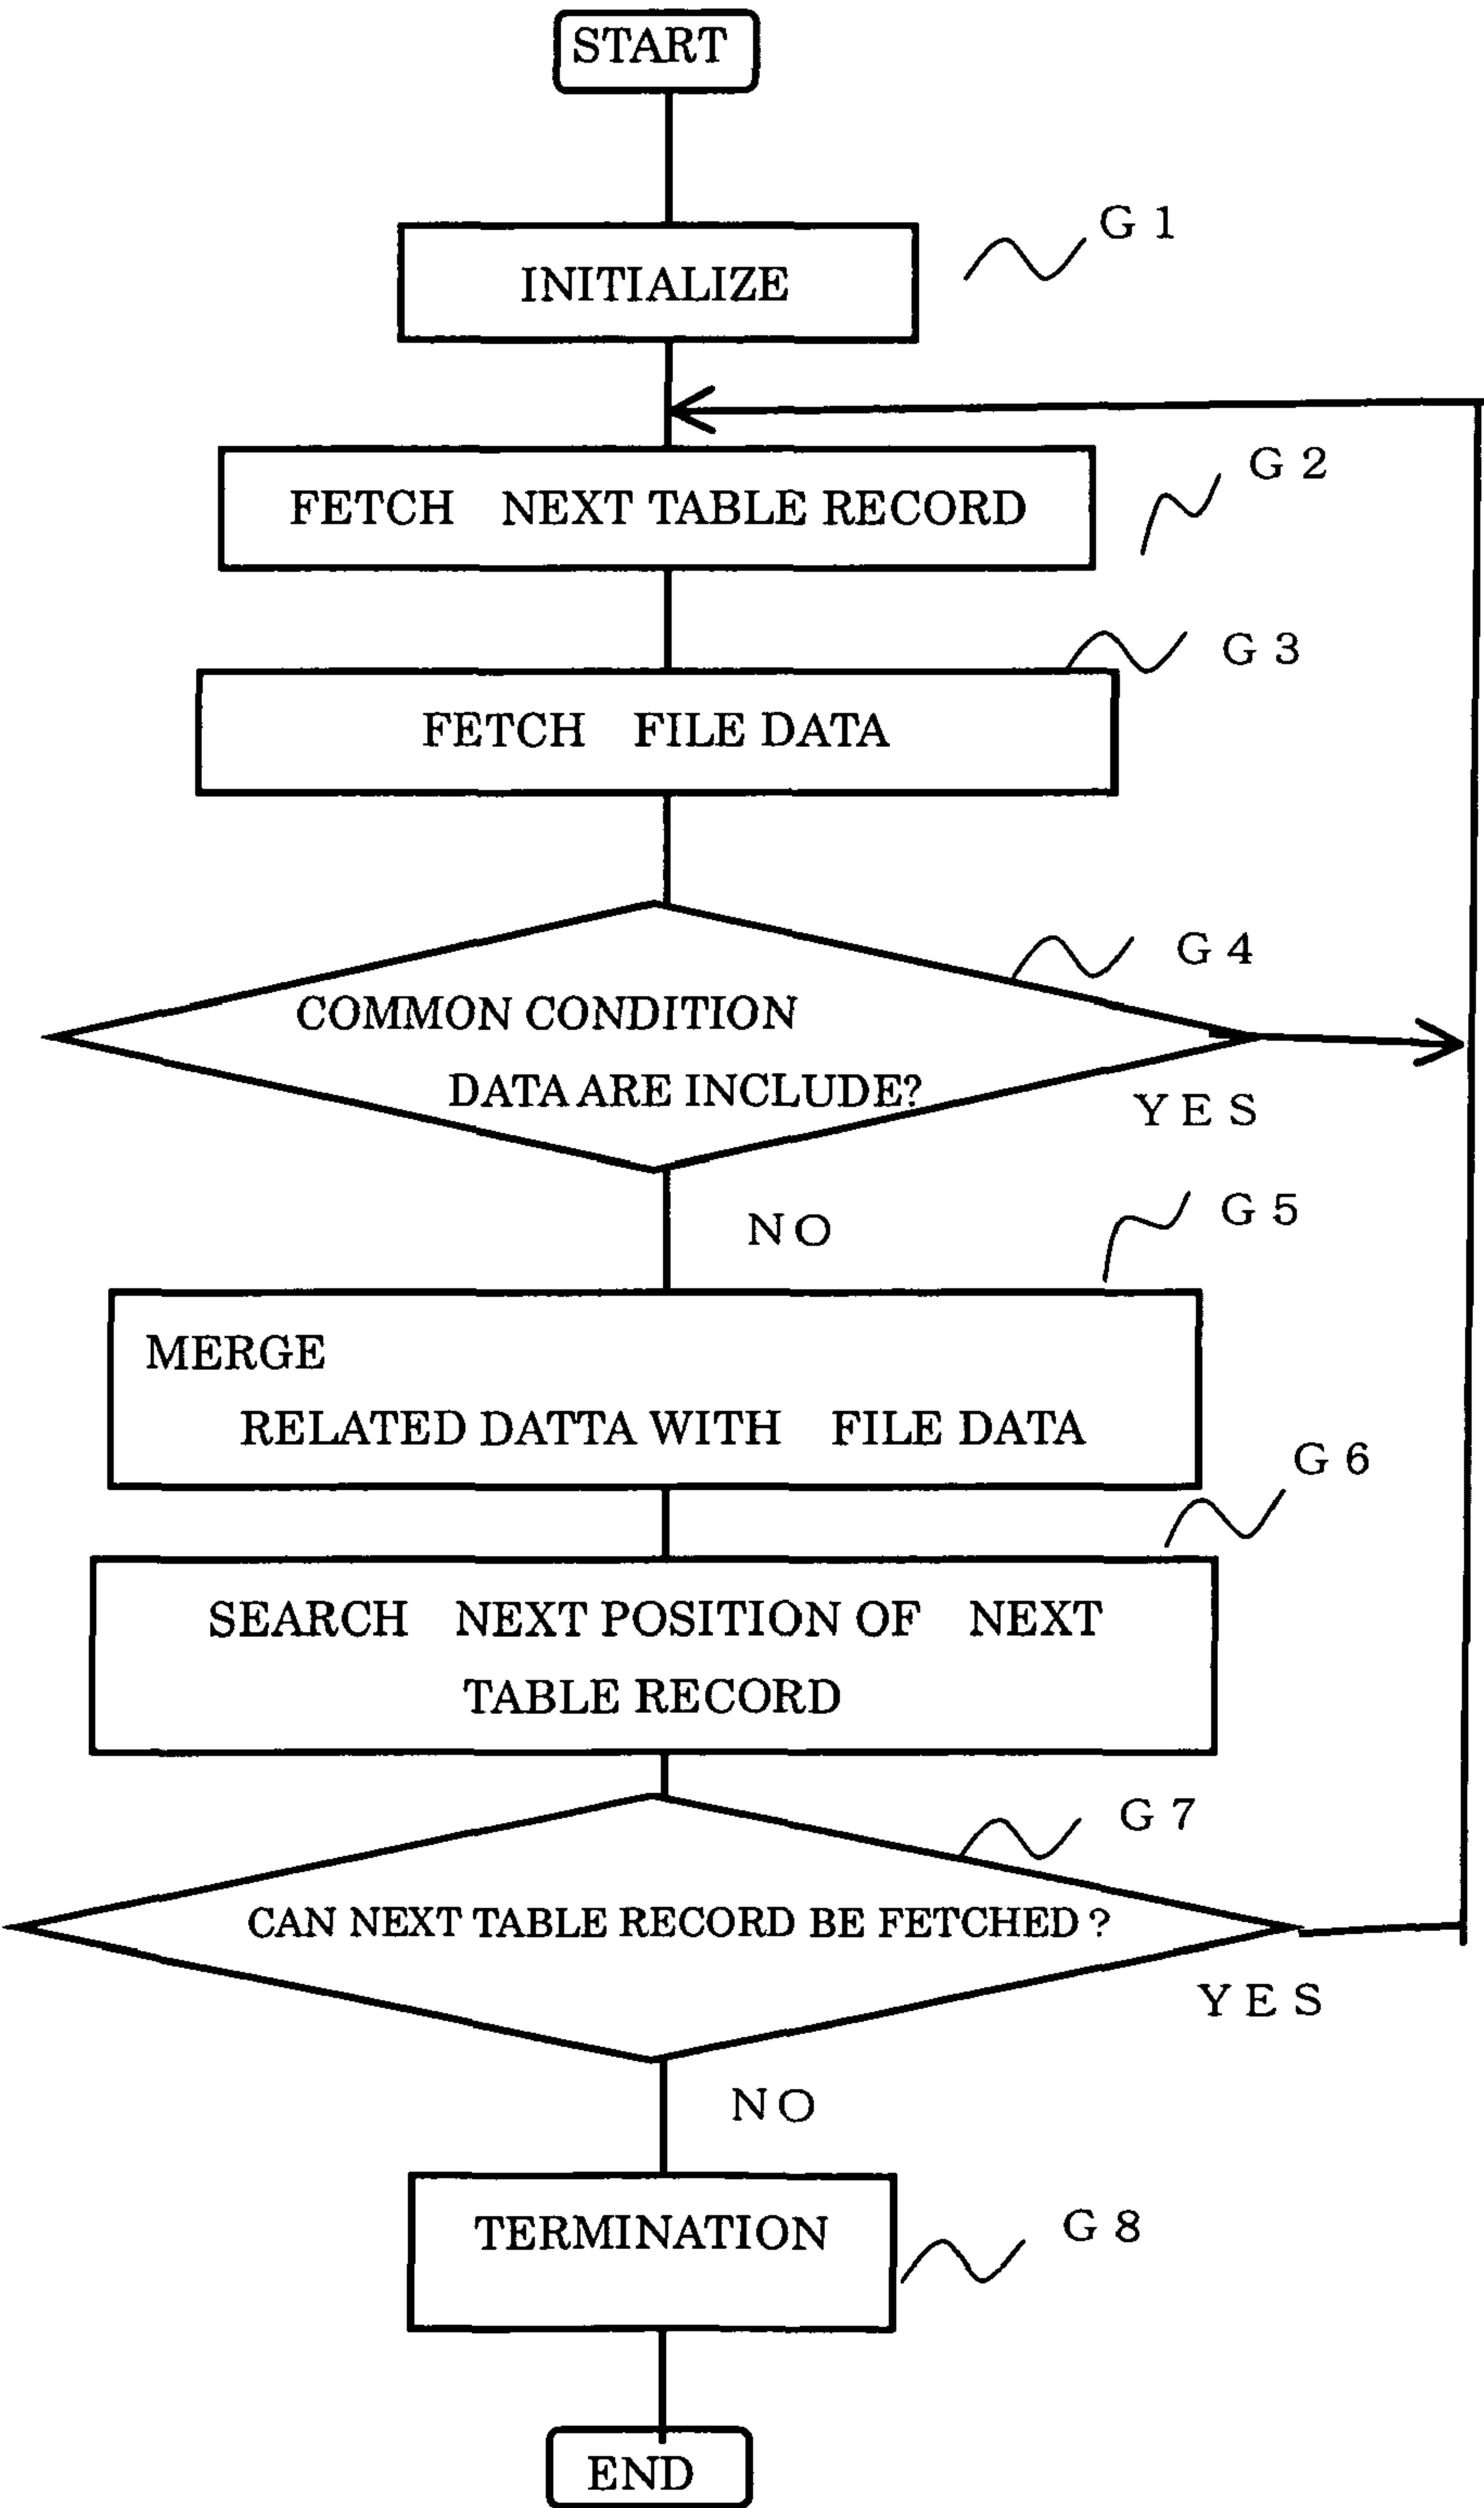 START
G 1
INITIALIZE
G 2
FETCH NEXT TABLE RECORD
G 3
FETCH FILE DATA
G 4
COMMON CONDITION
DATA ARE INCLUDE?
YES
NO
G 5
MERGE
RELATED DATTA WITH FILE DATA
G 6
SEARCH NEXT POSITION OF NEXT
TABLE RECORD
G 7
CAN NEXT TABLE RECORD BE FETCHED ?
YES
NO
TERMINATION
G 8
END